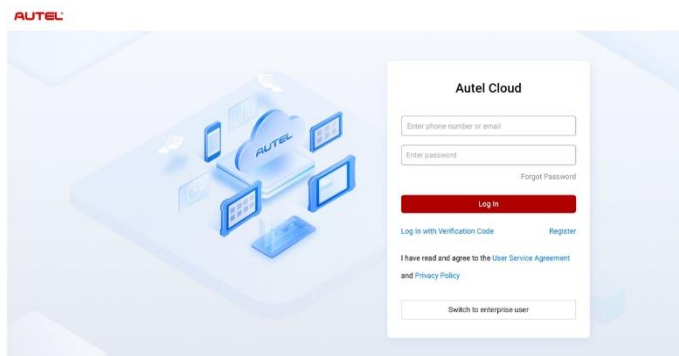 AUTEL
Autel Cloud
AUTEL
Enter phone number or email
Enter password
Forgot Password
Log In
Log In with Verification Code
Register
I have read and agree to the User Service Agreement
and Privacy Policy
Switch to enterprise user